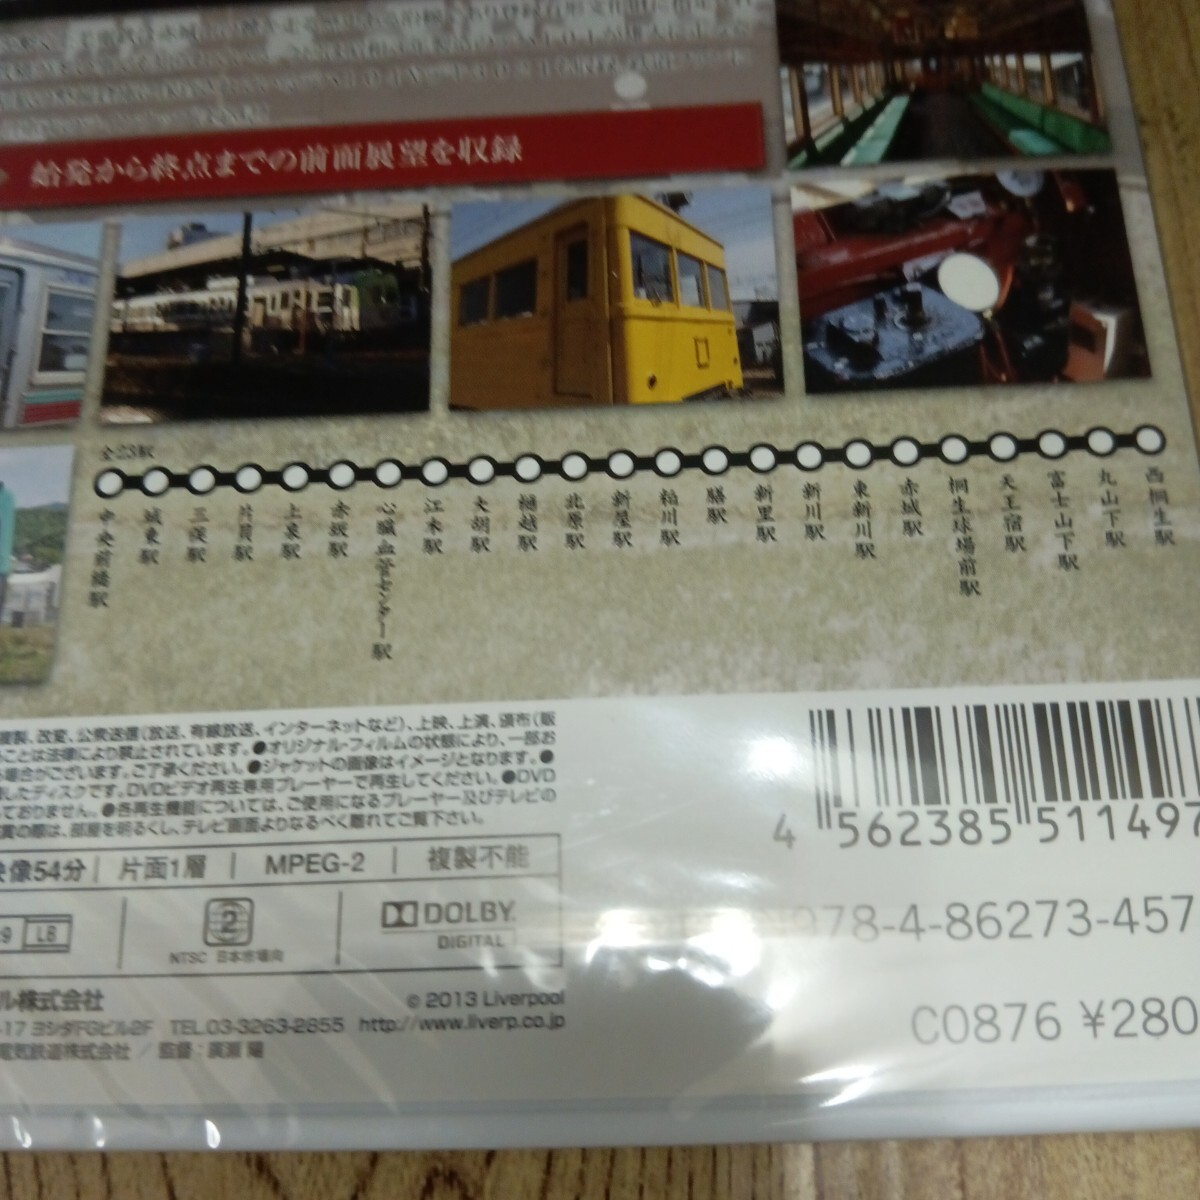 始発から終点までの前面展望を収録
全23駅
中央前橋駅
城東駅
三俣駅
片貝駅
上泉駅
赤坂駅
心臓血管センター駅
江木駅
大胡駅
樋越駅
北原駅
新屋駅
粕川駅
膳駅
新里駅
新川駅
東新川駅
赤城駅
桐生球場前駅
天王宿駅
富士山下駅
丸山下駅
西桐生駅
複製、改変、公衆送信(放送、有線放送、インターネットなど)、上映、上演、頒布(販
ることは法律により禁止されています。●オリジナル・フィルムの状態により、一部お
場合がございます。ご了承ください。●ジャケットの画像はイメージとなります。●
したディスクです。DVDビデオ再生専用プレーヤーで再生してください。●DVD
ておりません。●各再生機能については、ご使用になるプレーヤー及びテレビの
賞の際は、部屋を明るくし、テレビ画面よりなるべく離れてご覧下さい。
映像54分 片面1層 MPEG-2 複製不能
:9 LB
2
NTSC 日本市場向
DOLBY
DIGITAL
ル株式会社
© 2013 Liverpool
-17 ヨシダFGビル2F TEL.03-3263-2855 http://www.liverp.co.jp
電気鉄道株式会社 / 監督:廣瀬 陽
4 562385 511497
978-4-86273-457
C0876 ¥280